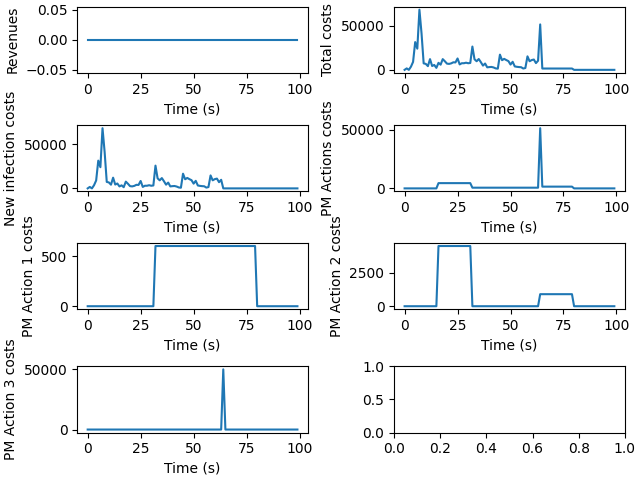 Revenues
0.05
0.00
−0.05
0 25 50 75 100
Time (s)
Total costs
50000
0
0 25 50 75 100
Time (s)
New infection costs
50000
0
0 25 50 75 100
Time (s)
PM Actions costs
50000
0
0 25 50 75 100
Time (s)
PM Action 1 costs
500
0
0 25 50 75 100
Time (s)
PM Action 2 costs
2500
0
0 25 50 75 100
Time (s)
PM Action 3 costs
50000
0
0 25 50 75 100
Time (s)
1.0
0.5
0.0
0.0 0.2 0.4 0.6 0.8 1.0